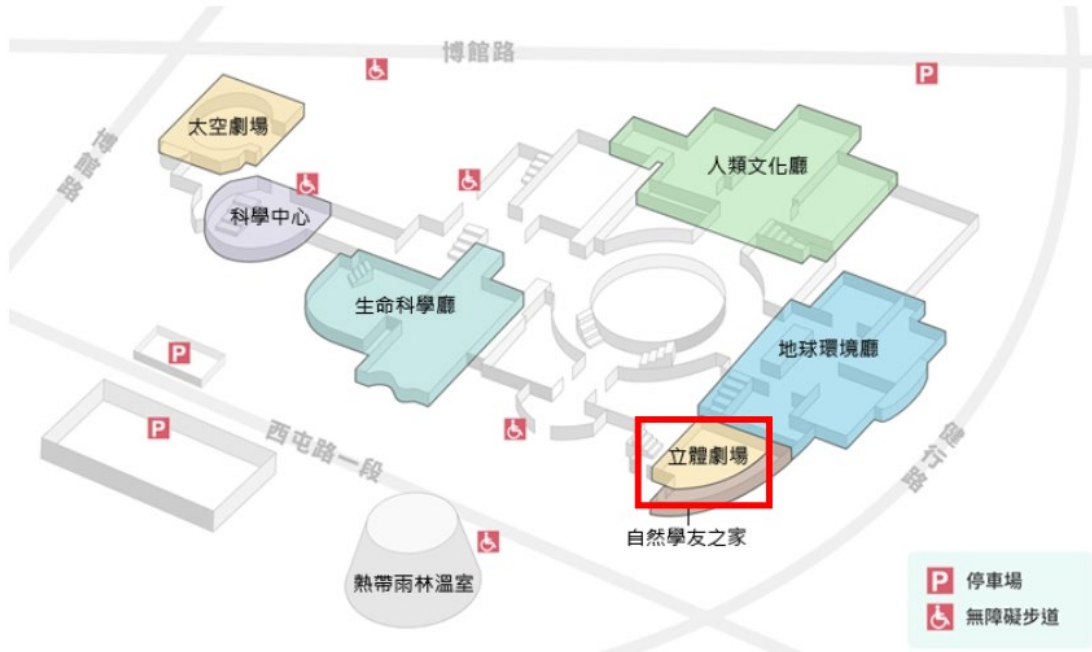 博館路
P
太空劇場
博館路
人類文化廳
科學中心
生命科學廳
地球環境廳
P
P
西屯路一段
立體劇場
健行路
自然學友之家
熱帶雨林溫室
P 停車場
無障礙步道